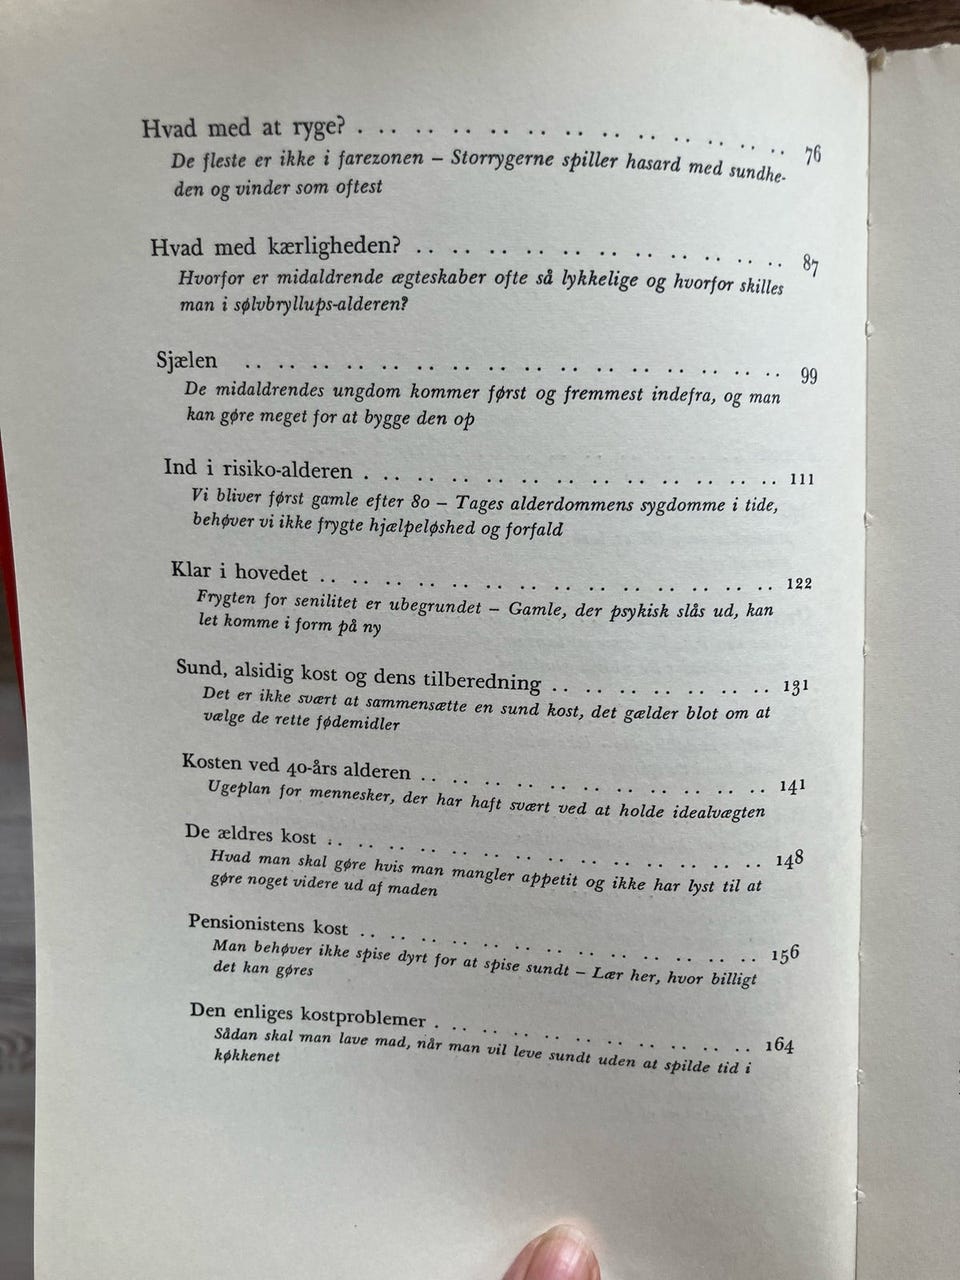 Hvad med at ryge? . .. .. .. .. .. .. .. .. .. .. .. 76
De fleste er ikke i farezonen – Storrygerne spiller hasard med sundhe-
den og vinder som oftest
Hvad med kærligheden? .. .. .. .. .. .. .. .. .. .. 87
Hvorfor er midaldrende ægteskaber ofte så lykkelige og hvorfor skilles
man i sølvbryllups-alderen?
Sjælen .. .. .. .. .. .. .. .. .. .. .. .. .. .. .. .. 99
De midaldrendes ungdom kommer først og fremmest indefra, og man
kan gøre meget for at bygge den op
Ind i risiko-alderen . .. .. .. .. .. .. .. .. .. .. .. .. 111
Vi bliver først gamle efter 80 – Tages alderdommens sygdomme i tide,
behøver vi ikke frygte hjælpeløshed og forfald
Klar i hovedet .. .. .. .. .. .. .. .. .. .. .. .. .. .. 122
Frygten for senilitet er ubegrundet – Gamle, der psykisk slås ud, kan
let komme i form på ny
Sund, alsidig kost og dens tilberedning .. .. .. .. .. .. .. 131
Det er ikke svært at sammensætte en sund kost, det gælder blot om at
vælge de rette fødemidler
Kosten ved 40-års alderen .. .. .. .. .. .. .. .. .. .. .. 141
Ugeplan for mennesker, der har haft svært ved at holde idealvægten
De ældres kost .. .. .. .. .. .. .. .. .. .. .. .. .. .. 148
Hvad man skal gøre hvis man mangler appetit og ikke har lyst til at
gøre noget videre ud af maden
Pensionistens kost .. .. .. .. .. .. .. .. .. .. .. .. .. 156
Man behøver ikke spise dyrt for at spise sundt – Lær her, hvor billigt
det kan gøres
Den enliges kostproblemer . .. .. .. .. .. .. .. .. .. .. 164
Sådan skal man lave mad, når man vil leve sundt uden at spilde tid i
køkkenet